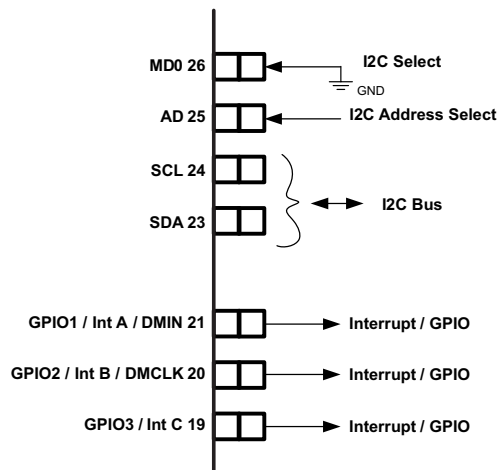 MD0 26 I2C Select
GND
AD 25 I2C Address Select
SCL 24
SDA 23 I2C Bus
GPIO1 / Int A / DMIN 21 Interrupt / GPIO
GPIO2 / Int B / DMCLK 20 Interrupt / GPIO
GPIO3 / Int C 19 Interrupt / GPIO